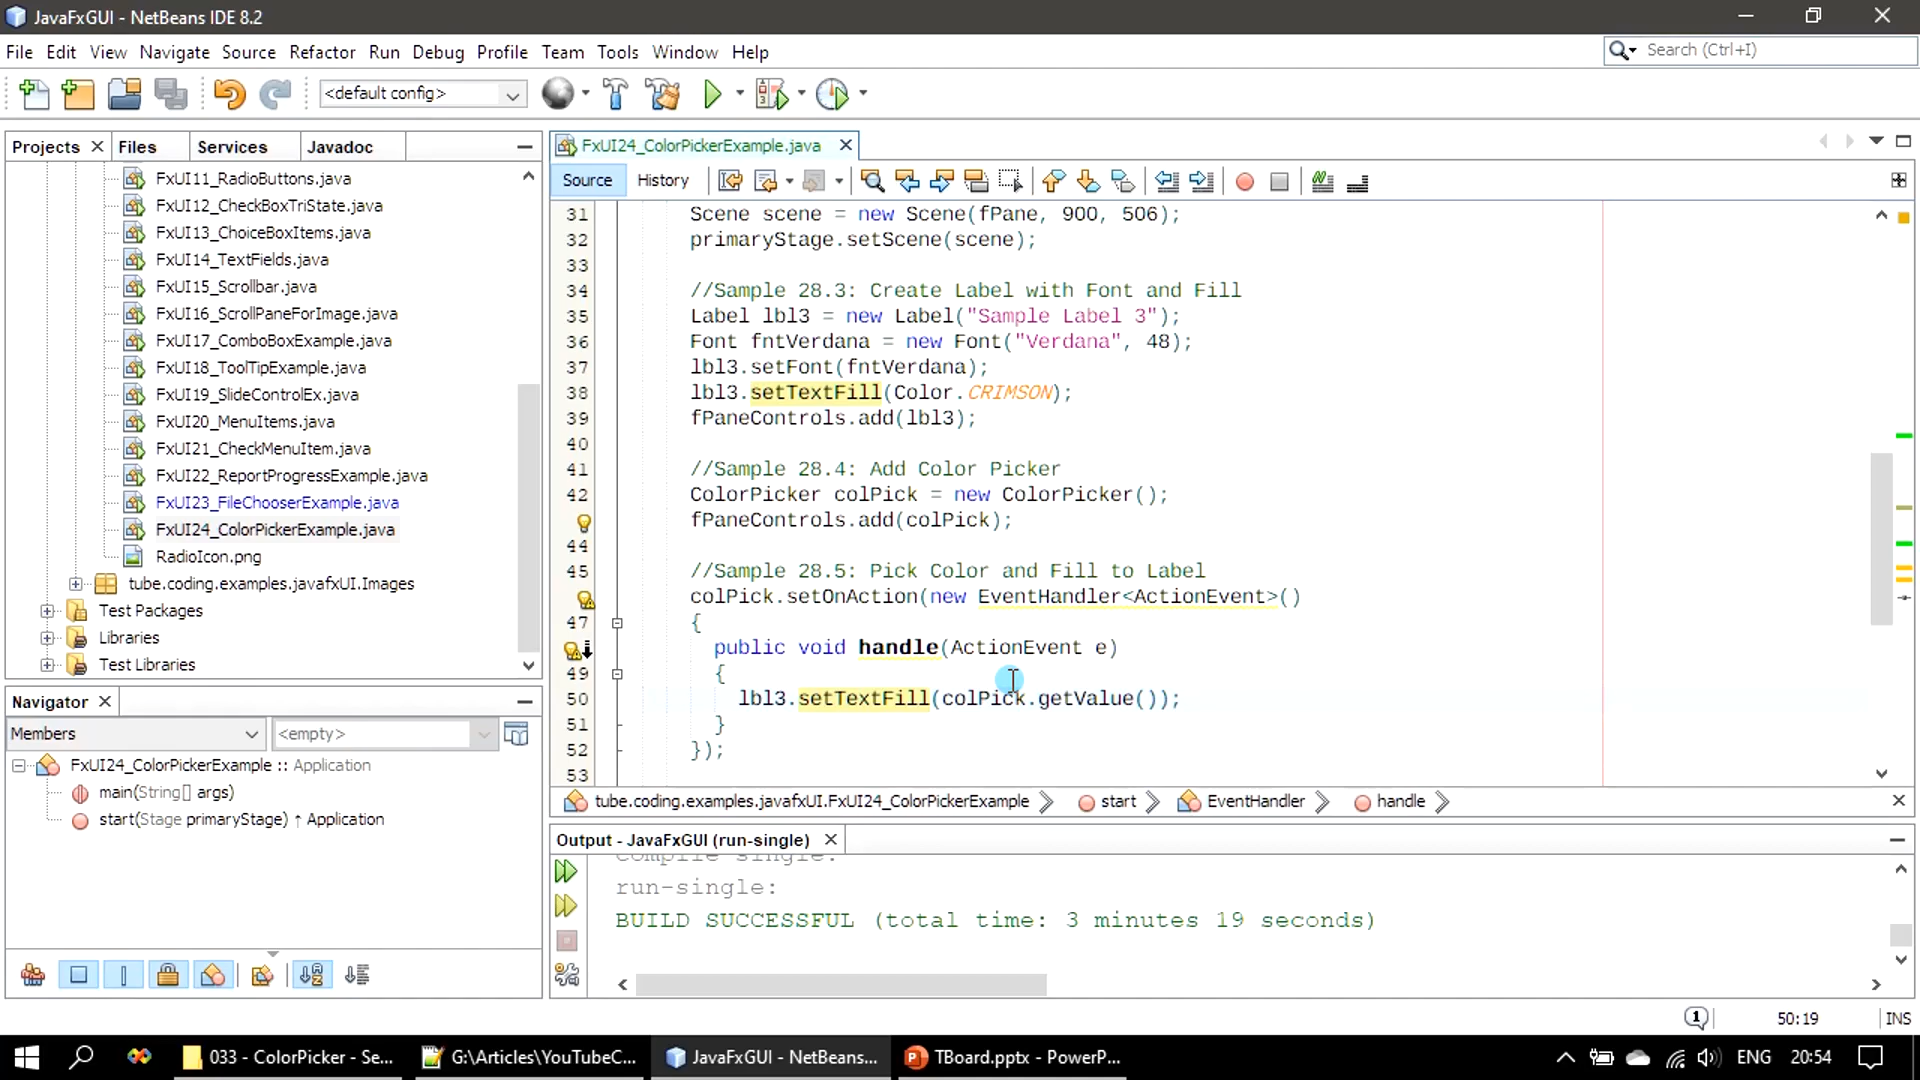 JavaFxGUI - NetBeans IDE 8.2
File Edit View Navigate Source Refactor Run Debug Profile Team Tools Window Help
Search (Ctrl+I)
<default config>
Projects Files Services Javadoc
FxUI11_RadioButtons.java
FxUI12_CheckBoxTriState.java
FxUI13_ChoiceBoxItems.java
FxUI14_TextFields.java
FxUI15_Scrollbar.java
FxUI16_ScrollPaneForImage.java
FxUI17_ComboBoxExample.java
FxUI18_ToolTipExample.java
FxUI19_SlideControlEx.java
FxUI20_MenuItems.java
FxUI21_CheckMenuItem.java
FxUI22_ReportProgressExample.java
FxUI23_FileChooserExample.java
FxUI24_ColorPickerExample.java
RadioIcon.png
tube.coding.examples.javafxUI.Images
Test Packages
Libraries
Test Libraries
Navigator
Members
<empty>
FxUI24_ColorPickerExample :: Application
main(String[] args)
start(Stage primaryStage) ↑ Application
FxUI24_ColorPickerExample.java
Source History
31 Scene scene = new Scene(fPane, 900, 506);
32 primaryStage.setScene(scene);
33
34 //Sample 28.3: Create Label with Font and Fill
35 Label lbl3 = new Label("Sample Label 3");
36 Font fntVerdana = new Font("Verdana", 48);
37 lbl3.setFont(fntVerdana);
38 lbl3.setTextFill(Color.CRIMSON);
39 fPaneControls.add(lbl3);
40
41 //Sample 28.4: Add Color Picker
42 ColorPicker colPick = new ColorPicker();
fPaneControls.add(colPick);
44
45 //Sample 28.5: Pick Color and Fill to Label
colPick.setOnAction(new EventHandler<ActionEvent>()
47 {
public void handle(ActionEvent e)
49 {
50 lbl3.setTextFill(colPick.getValue());
51 }
52 });
53
tube.coding.examples.javafxUI.FxUI24_ColorPickerExample start EventHandler handle
Output - JavaFxGUI (run-single)
compile single:
run-single:
BUILD SUCCESSFUL (total time: 3 minutes 19 seconds)
1 50:19 INS
033 - ColorPicker - Se...
G:\Articles\YouTubeC...
JavaFxGUI - NetBeans...
TBoard.pptx - PowerP...
ENG 20:54